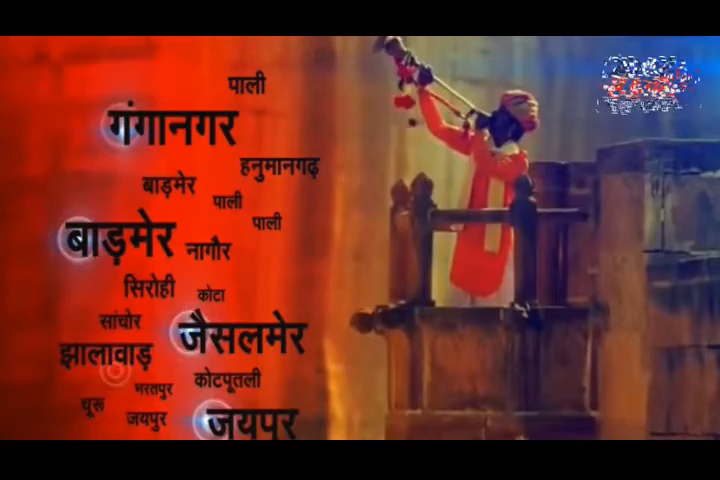 पाली
गंगानगर
हनुमानगढ़
बाड़मेर
पाली
पाली
बाड़मेर
नागौर
सिरोही
कोटा
सांचोर
जैसलमेर
झालावाड़
कोटपूतली
भरतपुर
चूरू
जयपुर
जयपुर